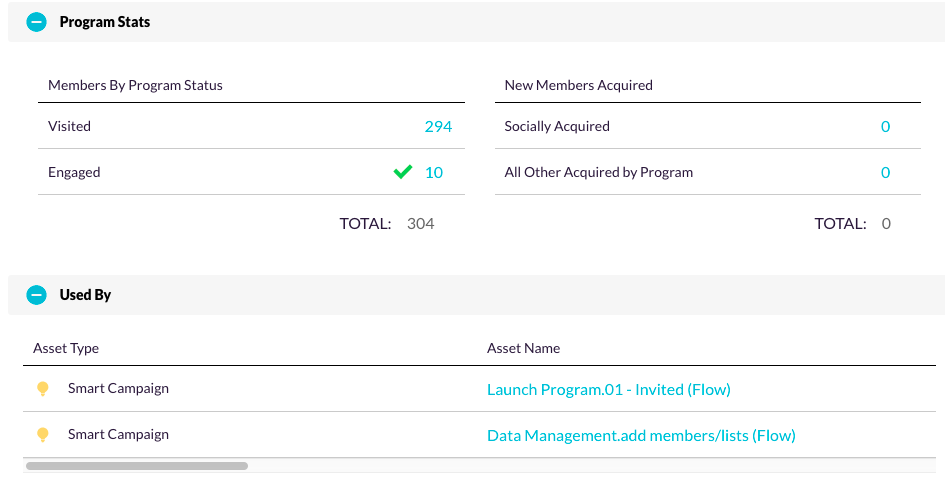 Program Stats
Members By Program Status
New Members Acquired
Visited 294
Socially Acquired 0
Engaged 10
All Other Acquired by Program 0
TOTAL: 304
TOTAL: 0
Used By
Asset Type Asset Name
Smart Campaign Launch Program.01 - Invited (Flow)
Smart Campaign Data Management.add members/lists (Flow)